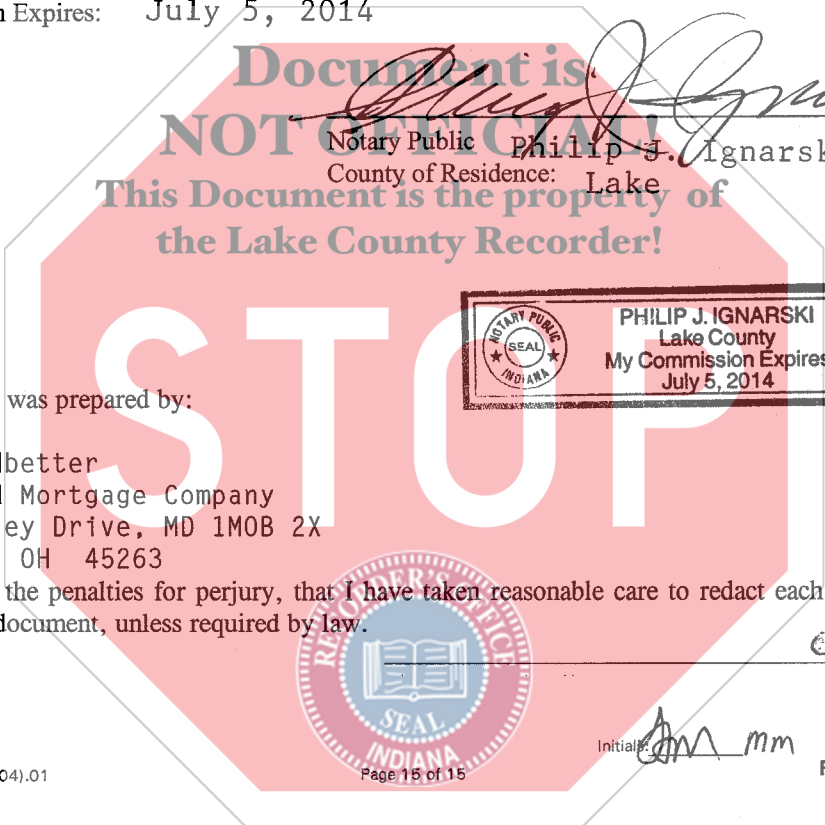 n Expires: July 5, 2014
Document is
NOT OFFICIAL!
Notary Public Philip J. Ignarsk
County of Residence: Lake
This Document is the property of
the Lake County Recorder!
STOP
NOTARY PUBLIC
SEAL
INDIANA
PHILIP J. IGNARSKI
Lake County
My Commission Expires
July 5, 2014
was prepared by:
better
Mortgage Company
ey Drive, MD 1MOB 2X
OH 45263
the penalties for perjury, that I have taken reasonable care to redact each
document, unless required by law.
RECORDER'S OFFICE
SEAL
INDIANA
Initials: mm
04).01
Page 15 of 15